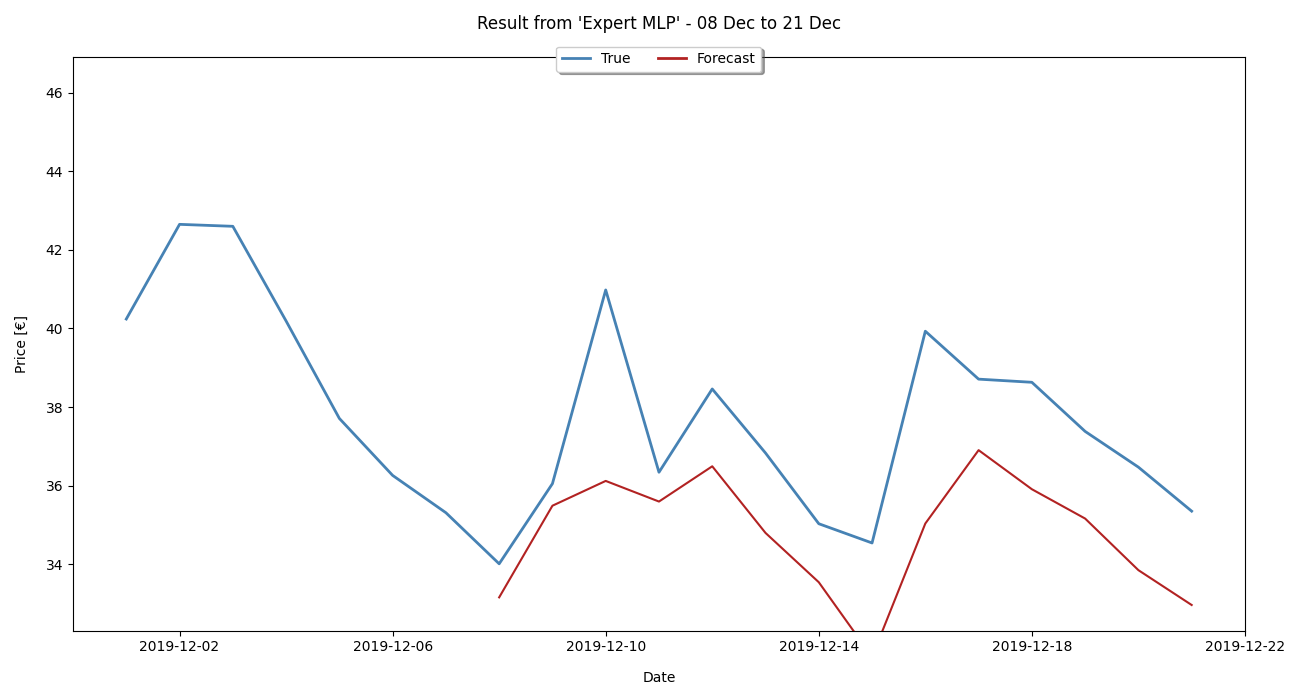 Result from 'Expert MLP' - 08 Dec to 21 Dec
True Forecast
46
44
42
40
38
36
34
Price [€]
2019-12-02 2019-12-06 2019-12-10 2019-12-14 2019-12-18 2019-12-22
Date